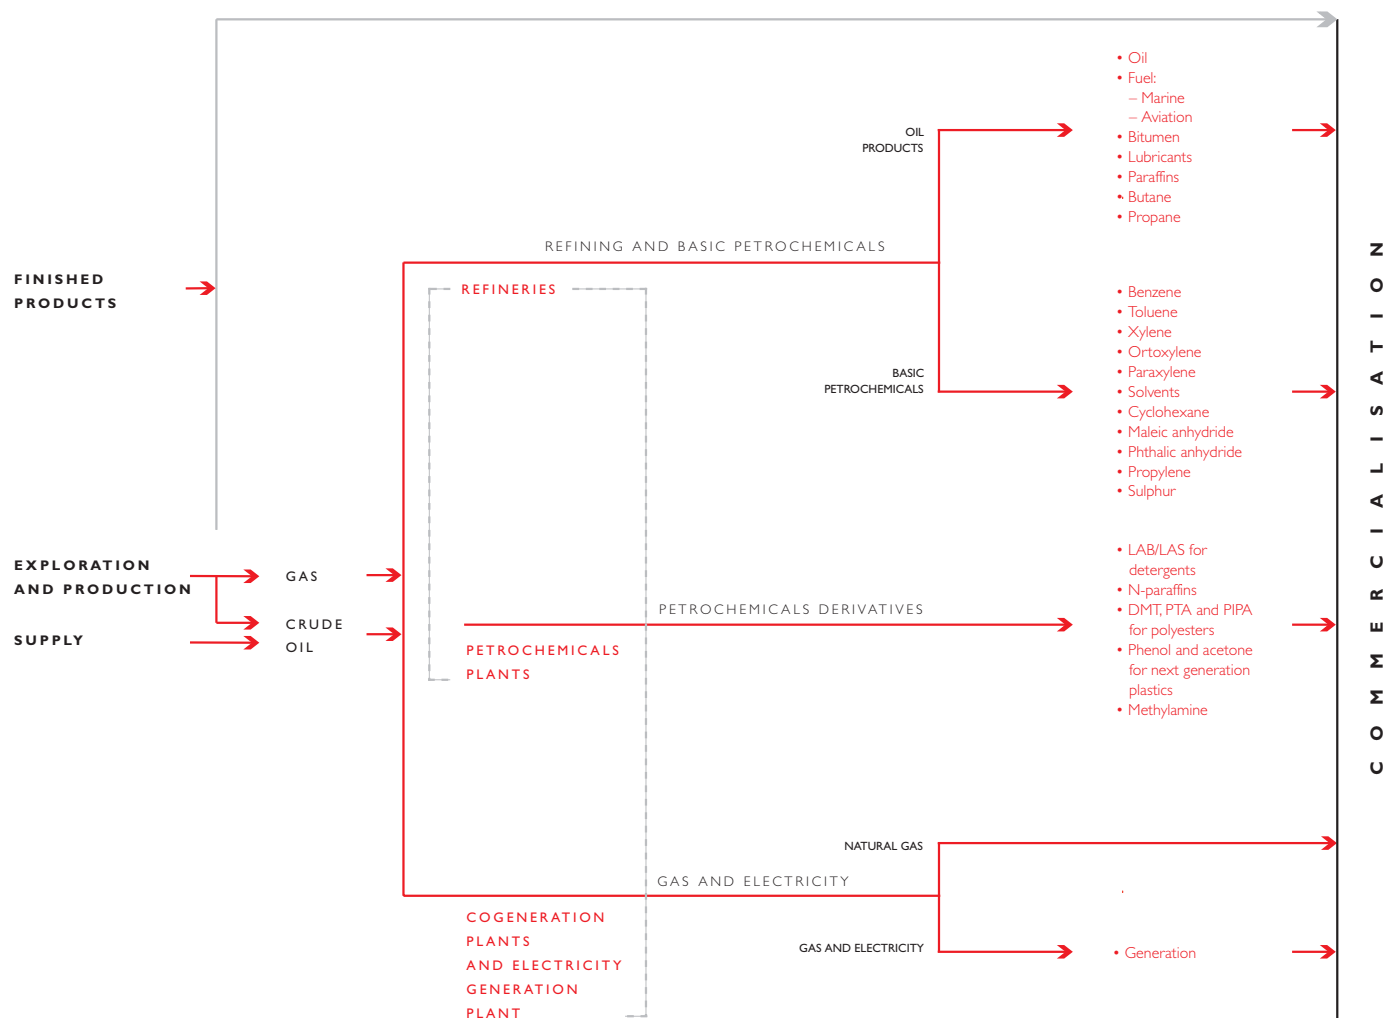 • Oil
• Fuel:
– Marine
– Aviation
• Bitumen
• Lubricants
• Paraffins
• Butane
• Propane
OIL
PRODUCTS
REFINING AND BASIC PETROCHEMICALS
FINISHED
PRODUCTS
REFINERIES
• Benzene
• Toluene
• Xylene
• Ortoxylene
• Paraxylene
• Solvents
• Cyclohexane
• Maleic anhydride
• Phthalic anhydride
• Propylene
• Sulphur
BASIC
PETROCHEMICALS
EXPLORATION
AND PRODUCTION
SUPPLY
GAS
CRUDE
OIL
PETROCHEMICALS DERIVATIVES
PETROCHEMICALS
PLANTS
• LAB/LAS for
detergents
• N-paraffins
• DMT, PTA and PIPA
for polyesters
• Phenol and acetone
for next generation
plastics
• Methylamine
NATURAL GAS
GAS AND ELECTRICITY
COGENERATION
PLANTS
AND ELECTRICITY
GENERATION
PLANT
GAS AND ELECTRICITY
• Generation
COMMERCIALISATION